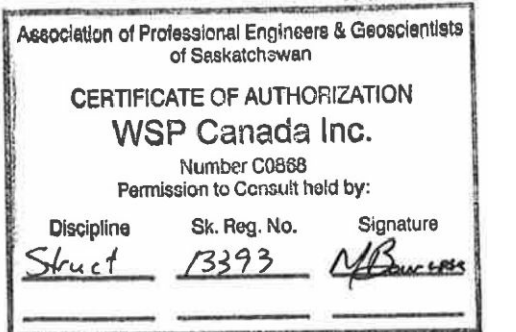 Association of Professional Engineers & Geoscientists
of Saskatchewan
CERTIFICATE OF AUTHORIZATION
WSP Canada Inc.
Number C0868
Permission to Consult held by:
Discipline Sk. Reg. No. Signature
Struct 13393